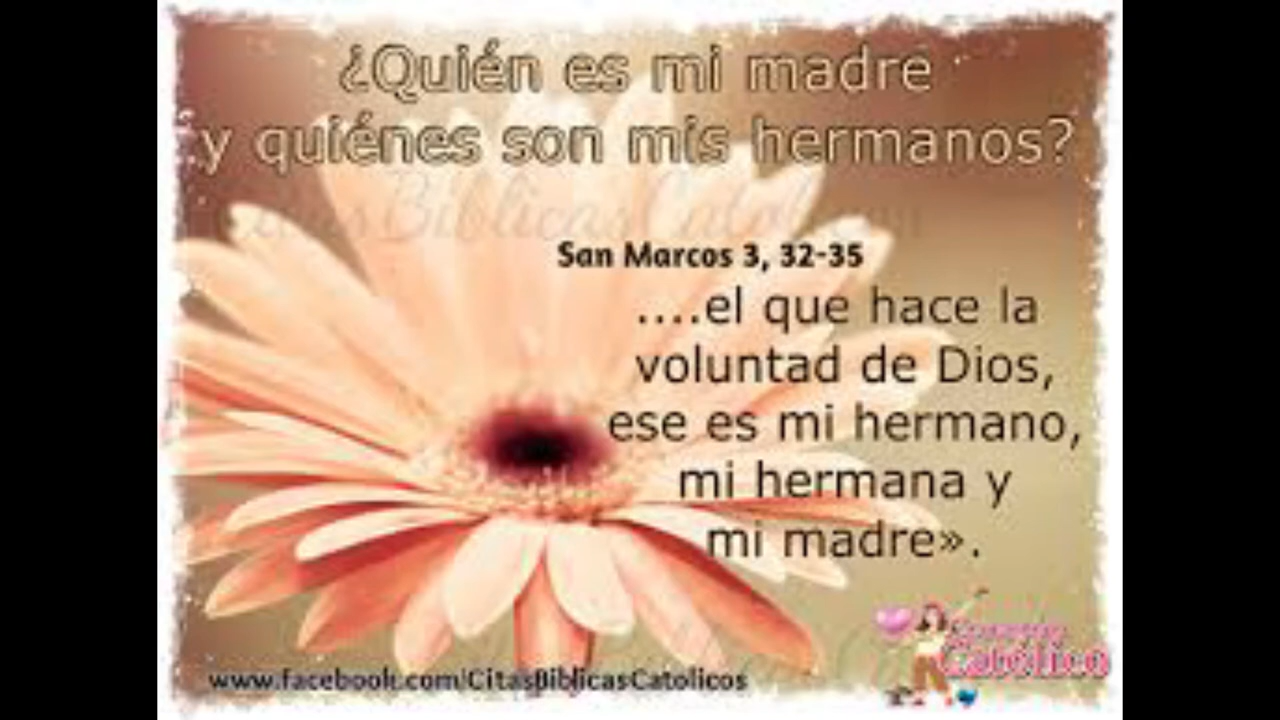 ¿Quién es mi madre
y quiénes son mis hermanos?
San Marcos 3, 32-35
....el que hace la
voluntad de Dios,
ese es mi hermano,
mi hermana y
mi madre».
www.facebook.com/CitasBiblicasCatolicos
Católico